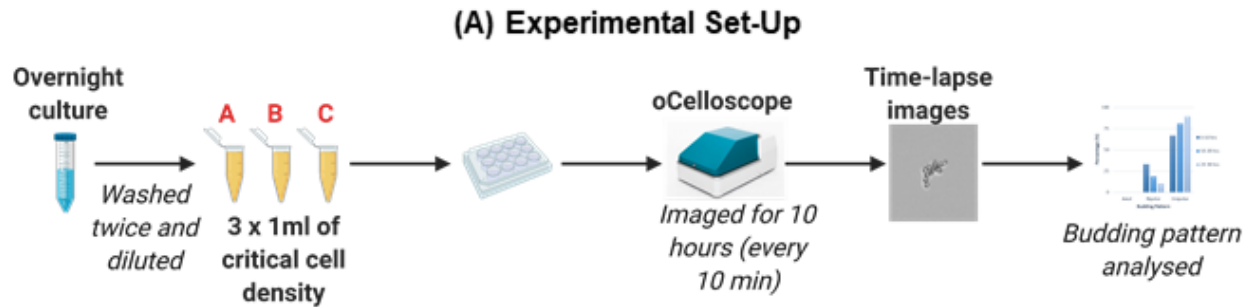 (A) Experimental Set-Up
Overnight
culture
Washed
twice and
diluted
A B C
3 x 1ml of
critical cell
density
oCelloscope
Imaged for 10
hours (every
10 min)
Time-lapse
images
Budding pattern
analysed